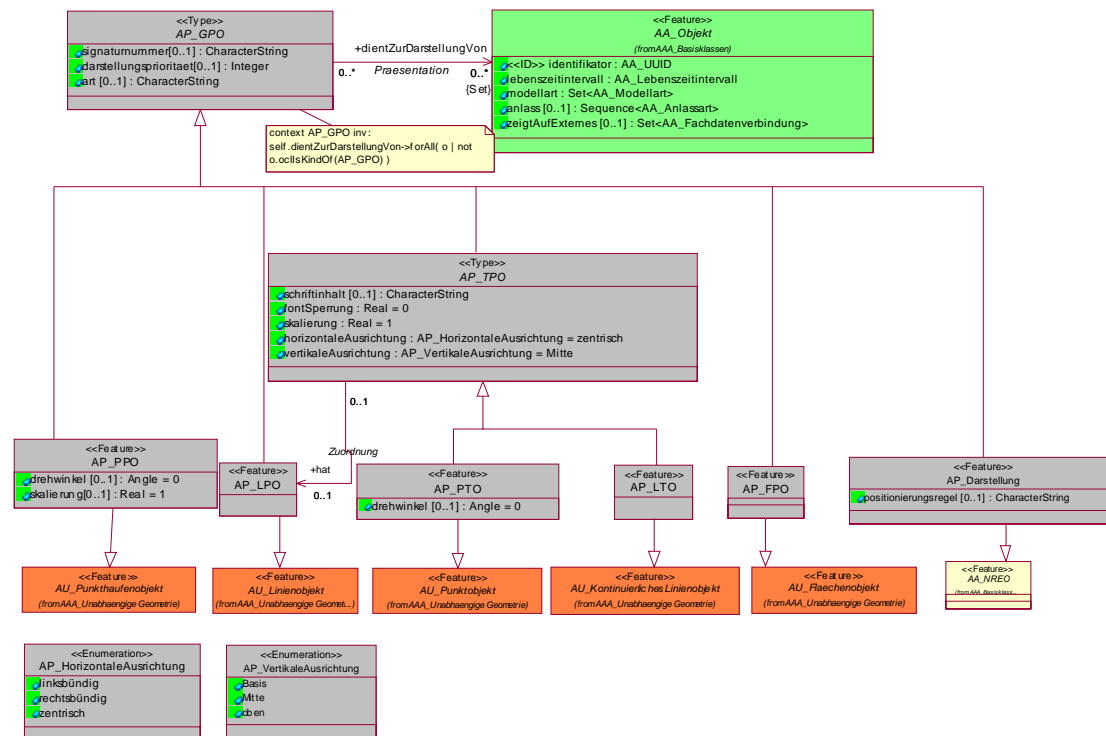 <<Type>>
AP_GPO
signaturnummer[0..1] : CharacterString
darstellungsprioritaet[0..1] : Integer
art [0..1] : CharacterString
+dientZurDarstellungVon
0..*
Praesentation
0..*
{Set}
<<Feature>>
AA_Objekt
(fromAAA_Basisklassen)
<<ID>> identifikator : AA_UUID
lebenszeitintervall : AA_Lebenszeitintervall
modellart : Set<AA_Modellart>
anlass [0..1] : Sequence<AA_Anlassart>
zeigtAufExternes [0..1] : Set<AA_Fachdatenverbindung>
context AP_GPO inv:
self.dientZurDarstellungVon->forAll( o | not
o.oclIsKindOf(AP_GPO) )
<<Type>>
AP_TPO
schriftinhalt [0..1] : CharacterString
fontSperrung : Real = 0
skalierung : Real = 1
horizontaleAusrichtung : AP_HorizontaleAusrichtung = zentrisch
vertikaleAusrichtung : AP_VertikaleAusrichtung = Mitte
0..1
Zuordnung
+hat
0..1
<<Feature>>
AP_PPO
drehwinkel [0..1] : Angle = 0
skalierung[0..1] : Real = 1
<<Feature>>
AP_LPO
<<Feature>>
AP_PTO
drehwinkel [0..1] : Angle = 0
<<Feature>>
AP_LTO
<<Feature>>
AP_FPO
<<Feature>>
AP_Darstellung
positionierungsregel [0..1] : CharacterString
<<Feature>>
AU_Punkthaufenobjekt
(fromAAA_Unabhaengige Geometrie)
<<Feature>>
AU_Linienobjekt
(fromAAA_Unabhaengige Geomet...)
<<Feature>>
AU_Punktobjekt
(fromAAA_Unabhaengige Geometrie)
<<Feature>>
AU_KontinuierlichesLinienobjekt
(fromAAA_Unabhaengige Geometrie)
<<Feature>>
AU_Flaechenobjekt
(fromAAA_Unabhaengige Geometrie)
<<Feature>>
AA_NREO
(fromAAA_Basisklass...
<<Enumeration>>
AP_HorizontaleAusrichtung
linksbündig
rechtsbündig
zentrisch
<<Enumeration>>
AP_VertikaleAusrichtung
Basis
Mitte
oben